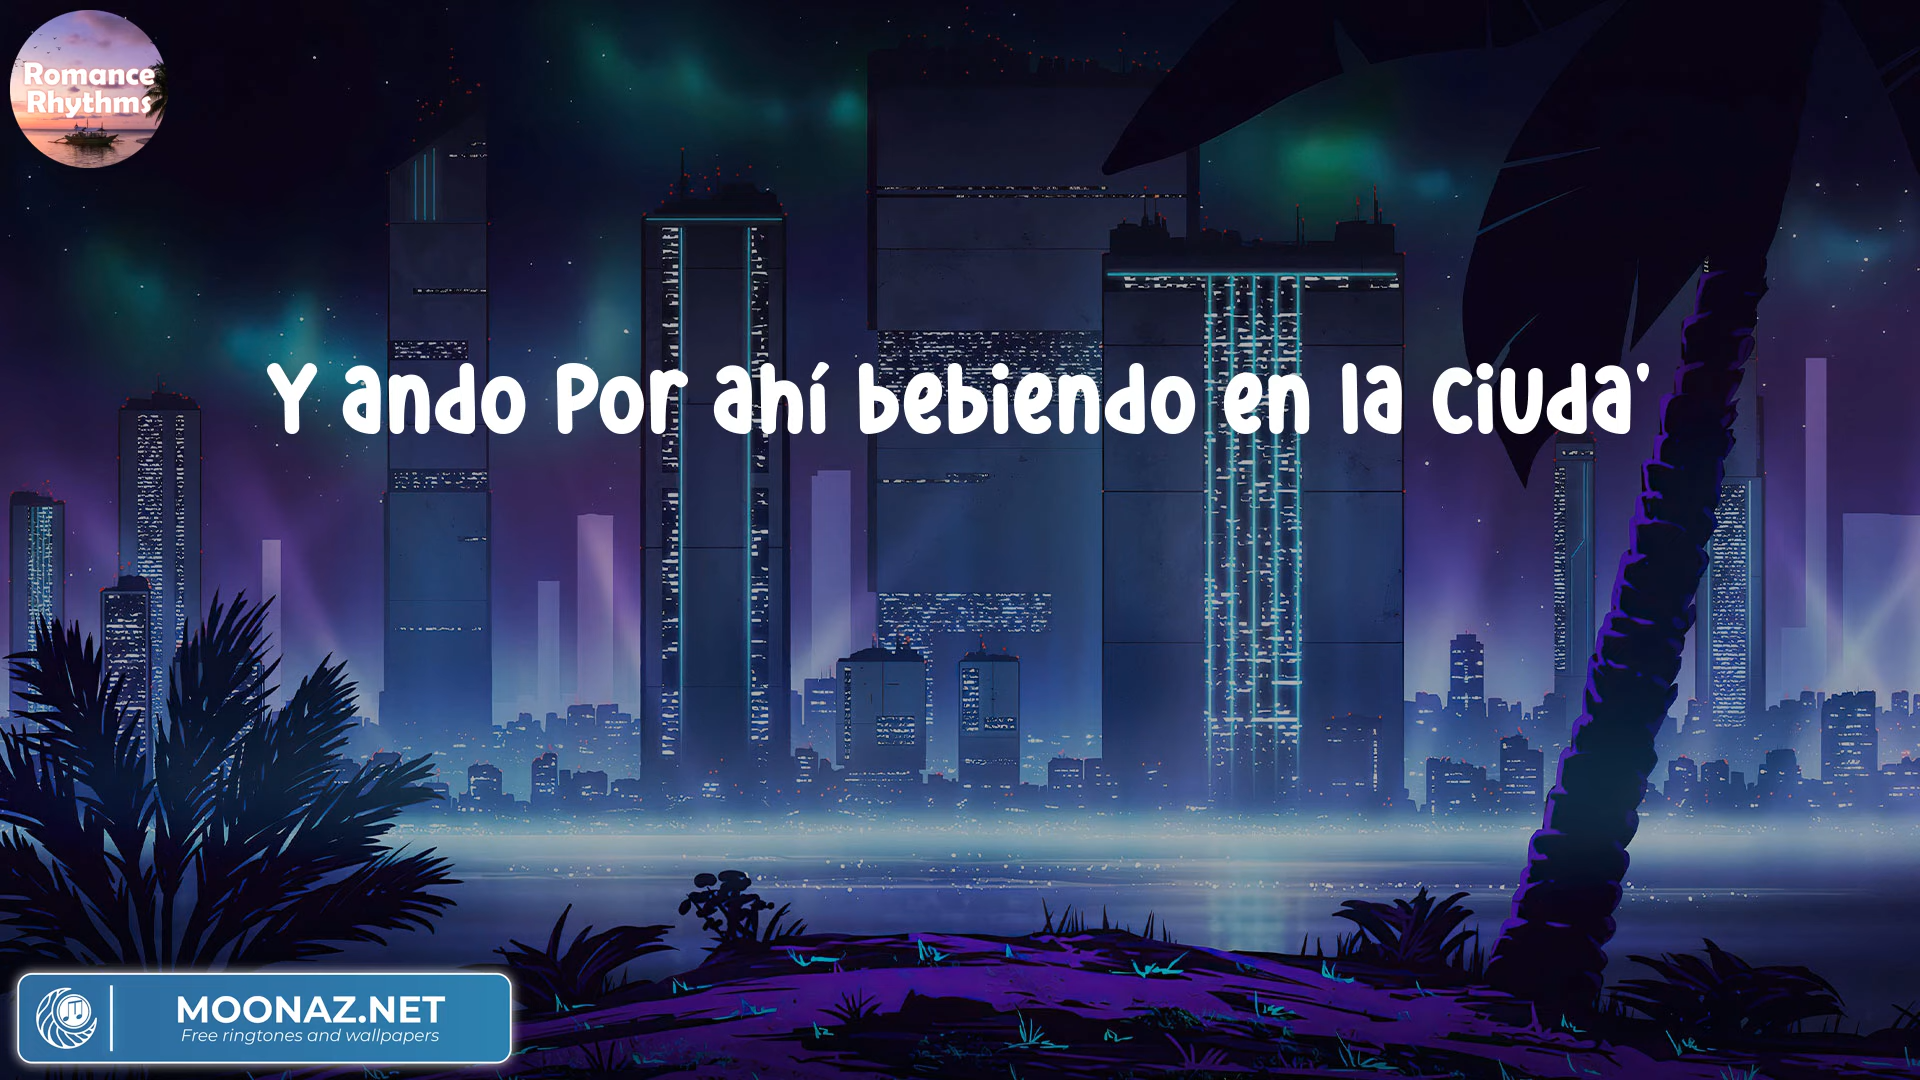 Romance
Rhythms
Y ando Por ahí bebiendo en la ciuda'
MOONAZ.NET
Free ringtones and wallpapers